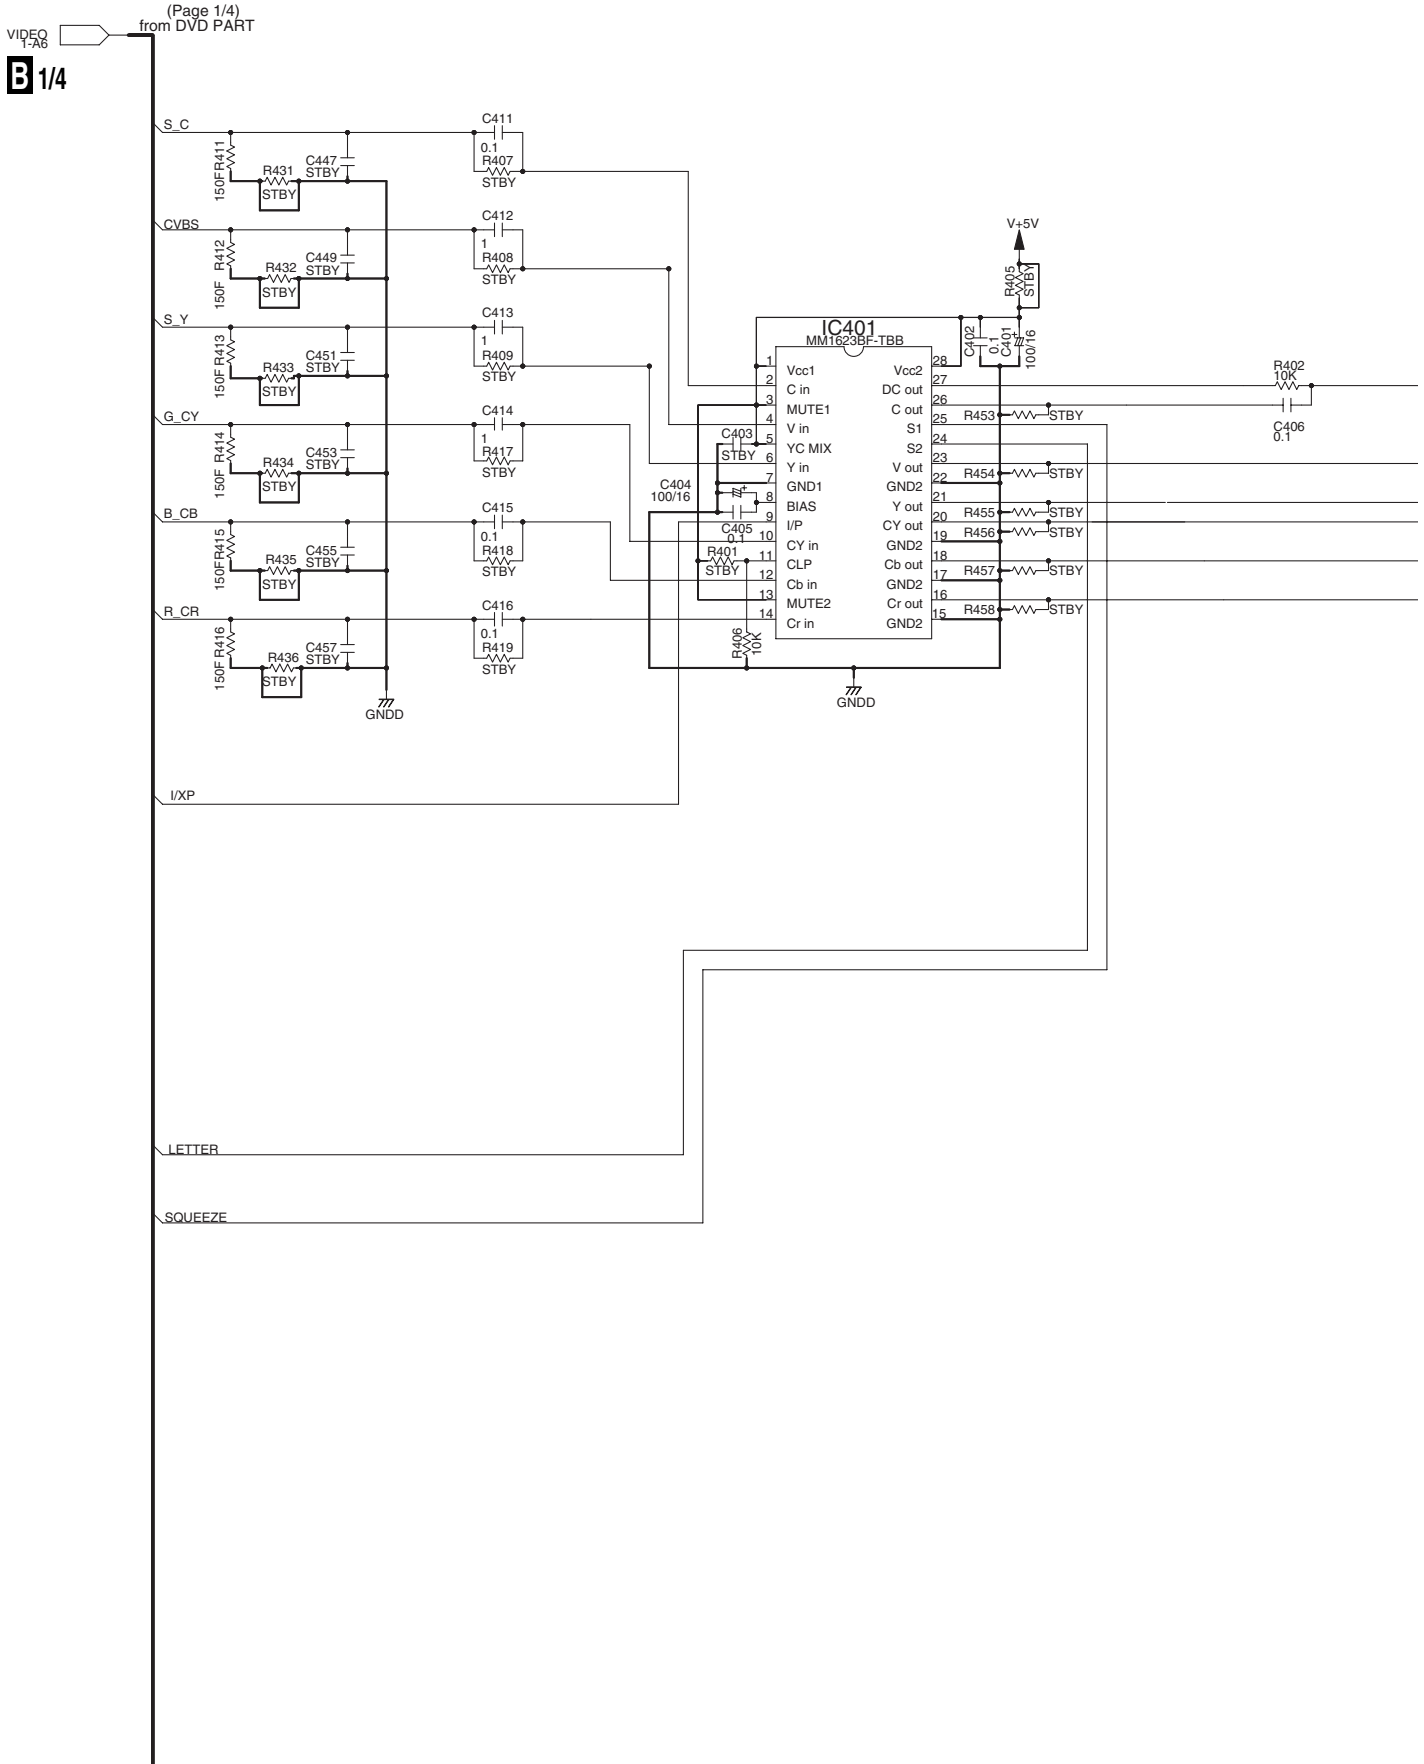 (Page 1/4)
from DVD PART
VIDEO
1-A6
B 1/4
S_C
R411
150F
R431
STBY
C447
STBY
C411
0.1
R407
STBY
CVBS
R412
150F
R432
STBY
C449
STBY
C412
1
R408
STBY
S_Y
R413
150F
R433
STBY
C451
STBY
C413
1
R409
STBY
G_CY
R414
150F
R434
STBY
C453
STBY
C414
1
R417
STBY
B_CB
R415
150F
R435
STBY
C455
STBY
C415
0.1
R418
STBY
R_CR
R416
150F
R436
STBY
C457
STBY
C416
0.1
R419
STBY
GNDD
V+5V
R405
STBY
C402
0.1
C401
+
100/16
IC401
MM1623BF-TBB
1 Vcc1
2 C in
3 MUTE1
4 V in
5 YC MIX
6 Y in
7 GND1
8 BIAS
9 I/P
10 CY in
11 CLP
12 Cb in
13 MUTE2
14 Cr in
28 Vcc2
27 DC out
26 C out
25 S1
24 S2
23 V out
22 GND2
21 Y out
20 CY out
19 GND2
18 Cb out
17 GND2
16 Cr out
15 GND2
C403
STBY
C404
100/16
+
C405
0.1
R401
STBY
R406
10K
GNDD
R453 STBY
R454 STBY
R455 STBY
R456 STBY
R457 STBY
R458 STBY
R402
10K
C406
0.1
I/XP
LETTER
SQUEEZE